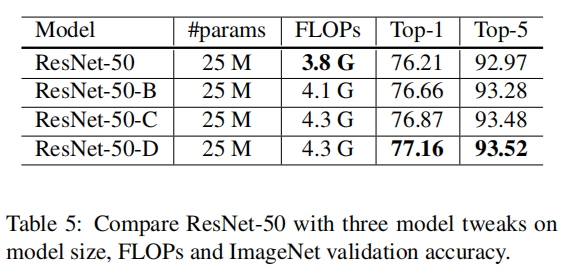 Model #params FLOPs Top-1 Top-5
ResNet-50 25 M 3.8 G 76.21 92.97
ResNet-50-B 25 M 4.1 G 76.66 93.28
ResNet-50-C 25 M 4.3 G 76.87 93.48
ResNet-50-D 25 M 4.3 G 77.16 93.52
Table 5: Compare ResNet-50 with three model tweaks on
model size, FLOPs and ImageNet validation accuracy.